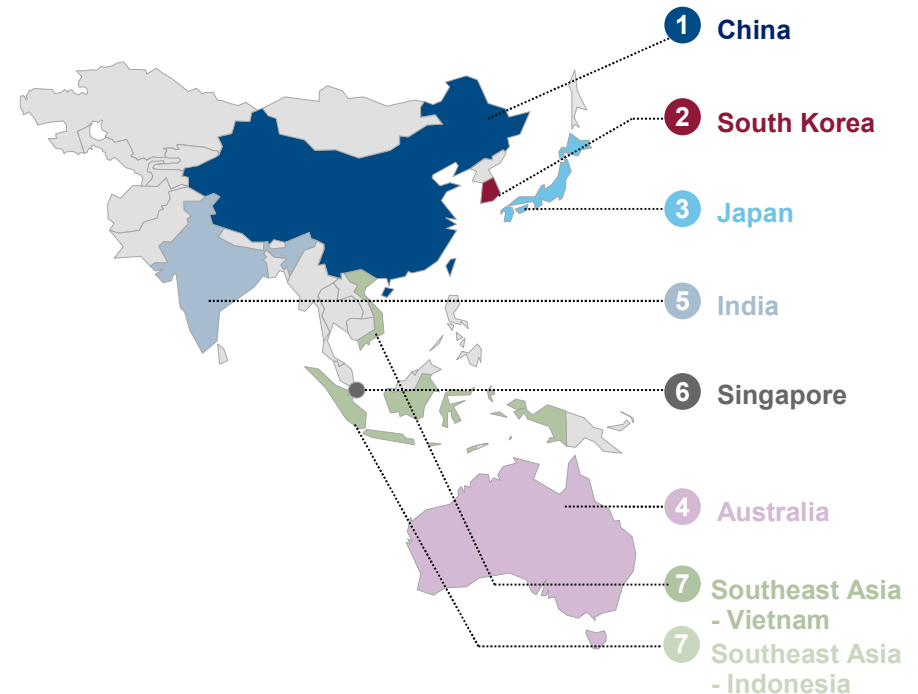 1 China
2 South Korea
3 Japan
5 India
6 Singapore
4 Australia
7 Southeast Asia
- Vietnam
7 Southeast Asia
- Indonesia